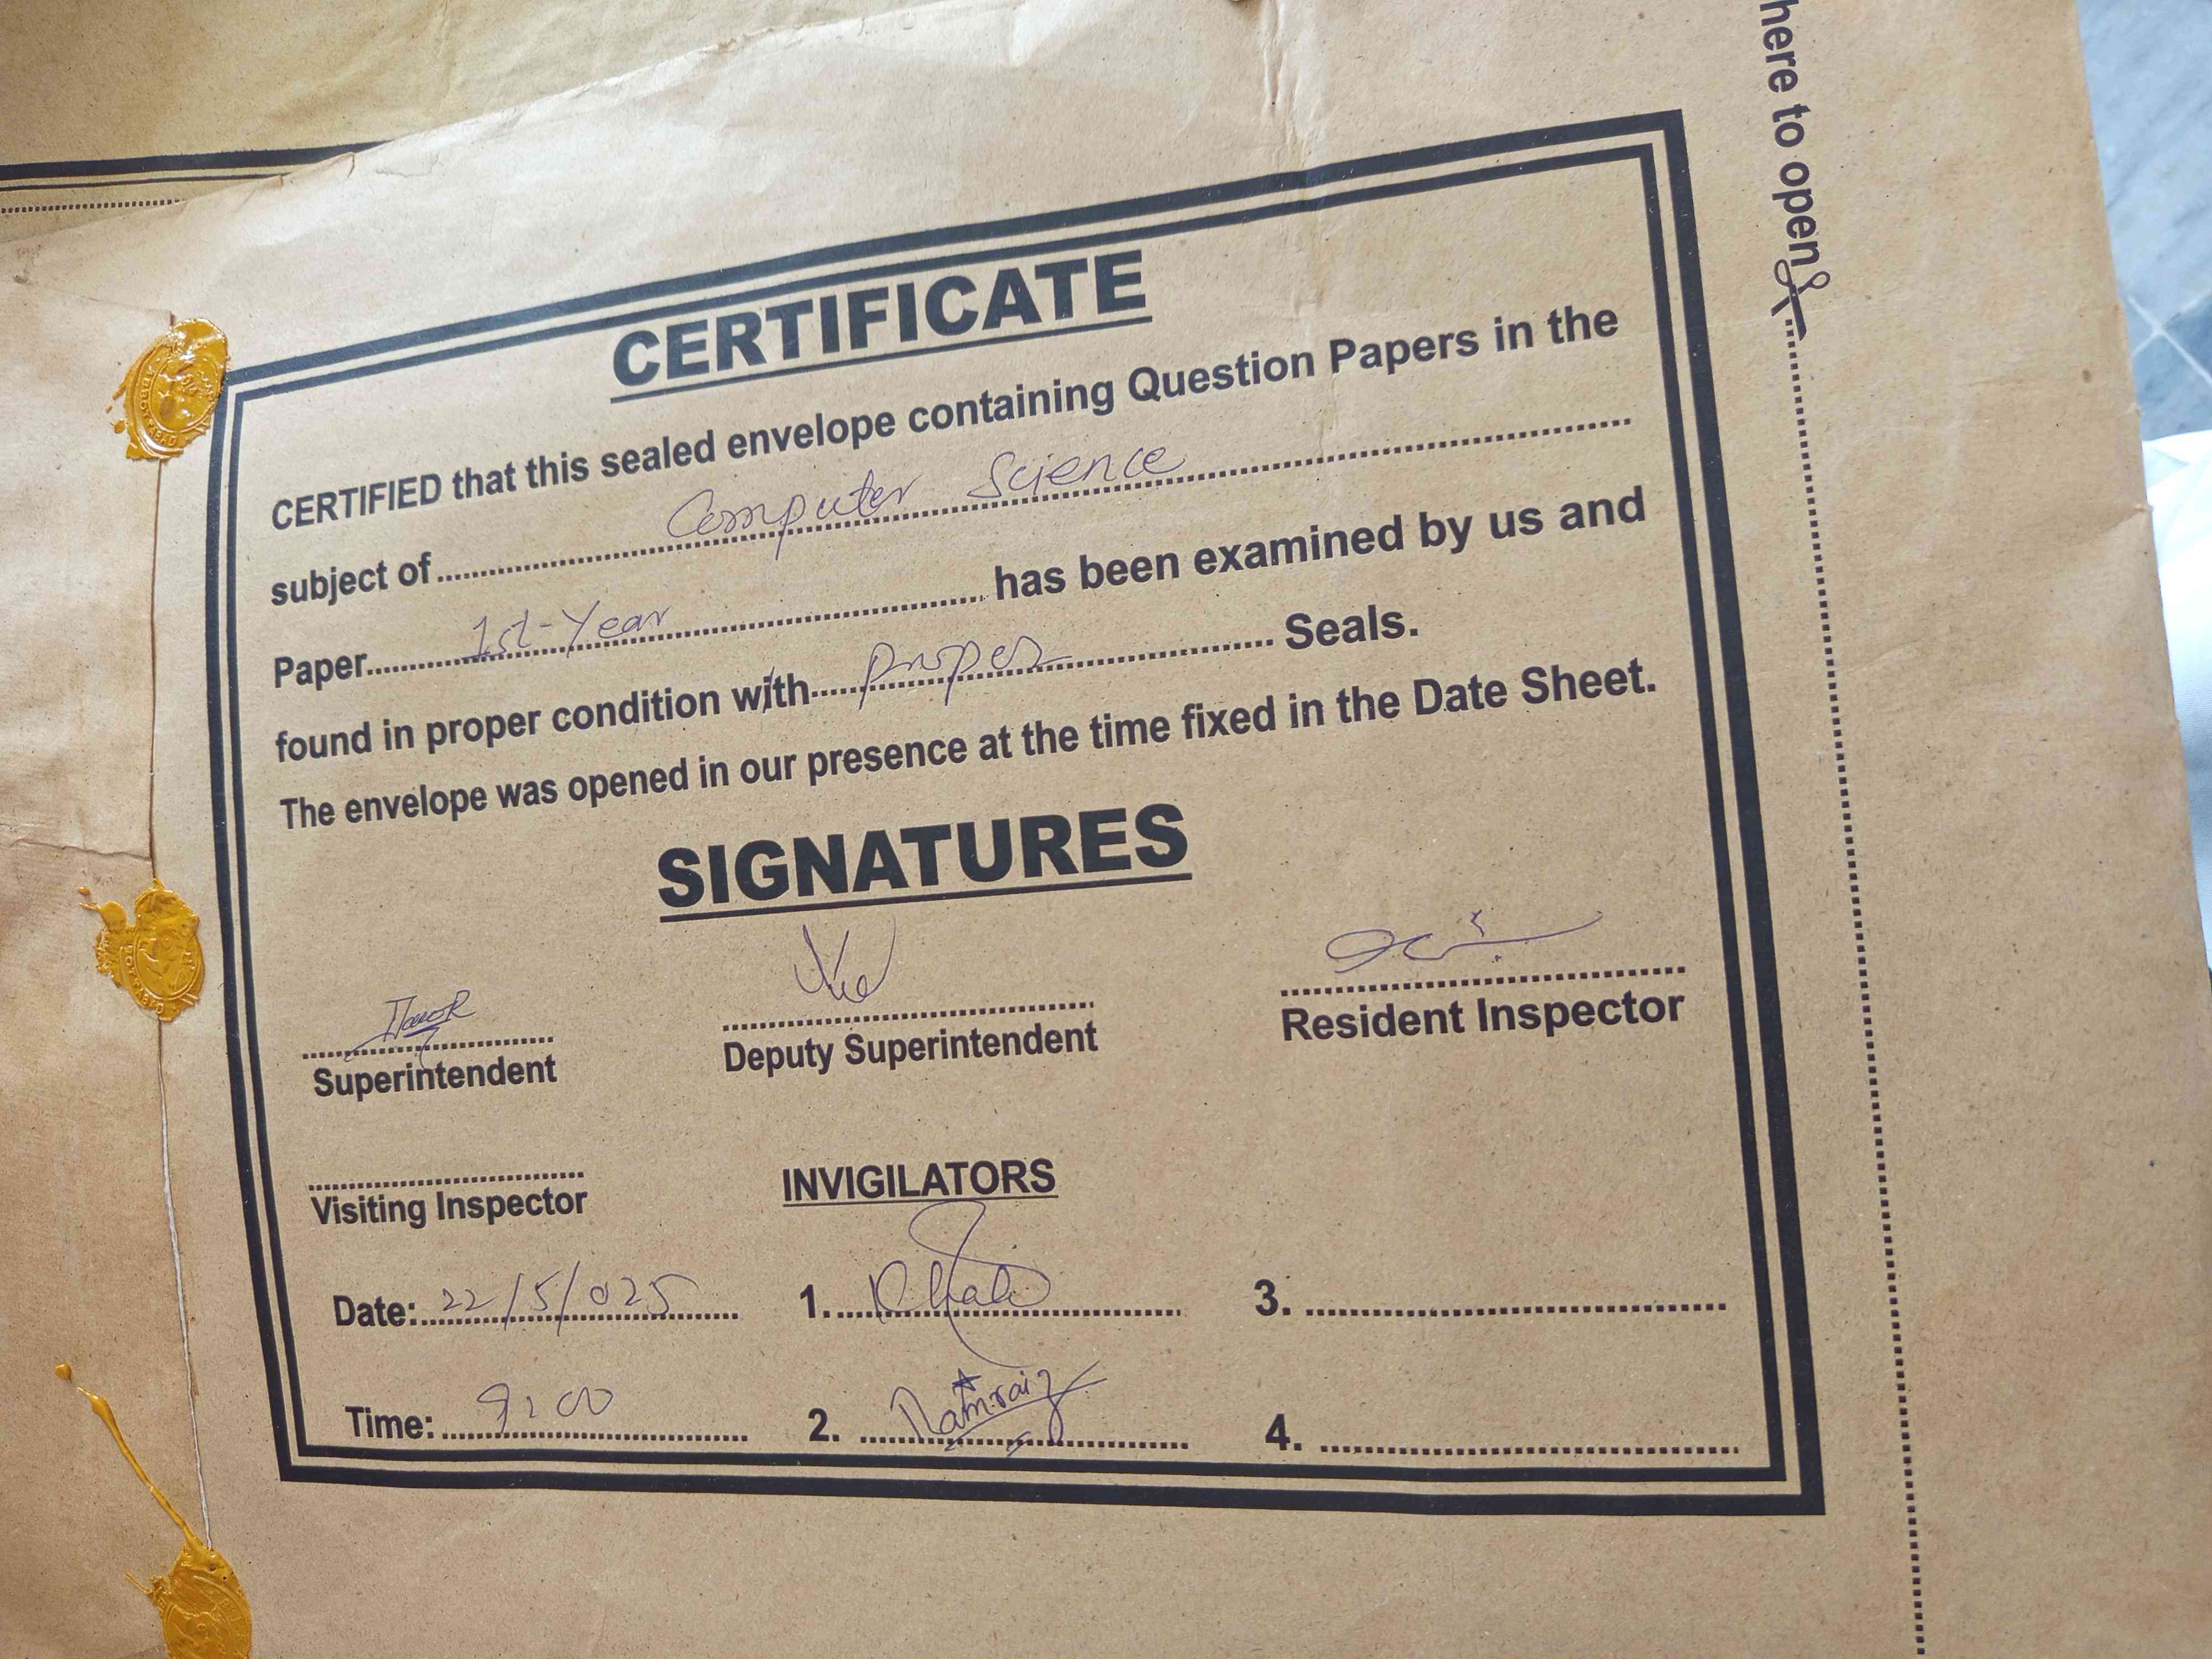 here to open
CERTIFICATE
CERTIFIED that this sealed envelope containing Question Papers in the
subject of Computer Science
Paper 1st-Year has been examined by us and
found in proper condition with proper Seals.
The envelope was opened in our presence at the time fixed in the Date Sheet.
SIGNATURES
Superintendent
Deputy Superintendent
Resident Inspector
Visiting Inspector
INVIGILATORS
Date: 22/5/025
1.
3.
Time: 9:00
2.
4.
ABBOTTABAD